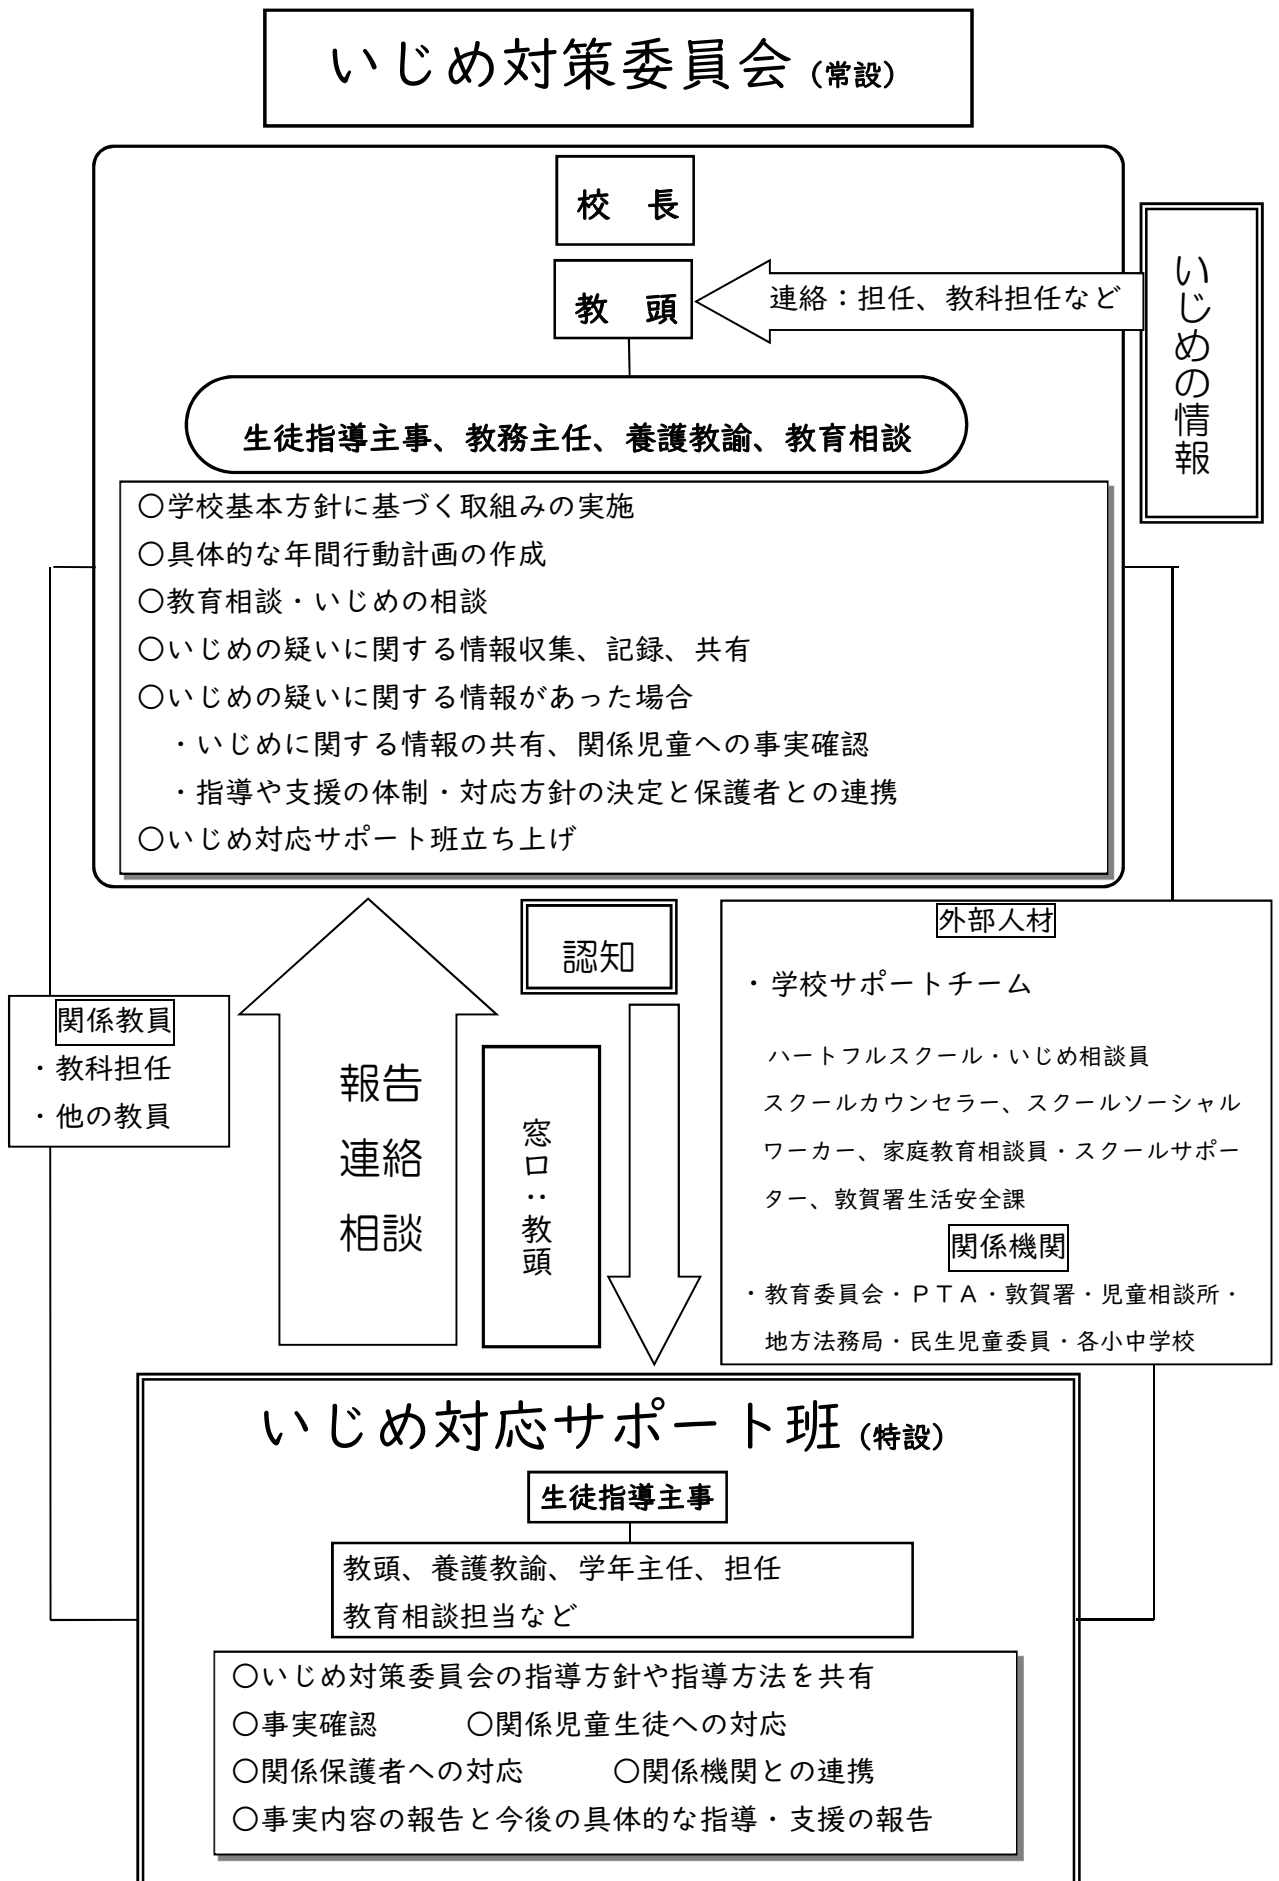 いじめ対策委員会(常設)
校 長
教 頭
連絡：担任、教科担任など
いじめの情報
生徒指導主事、教務主任、養護教諭、教育相談
○学校基本方針に基づく取組みの実施
○具体的な年間行動計画の作成
○教育相談・いじめの相談
○いじめの疑いに関する情報収集、記録、共有
○いじめの疑いに関する情報があった場合
・いじめに関する情報の共有、関係児童への事実確認
・指導や支援の体制・対応方針の決定と保護者との連携
○いじめ対応サポート班立ち上げ
関係教員
・教科担任
・他の教員
報告
連絡
相談
認知
窓口：教頭
外部人材
・学校サポートチーム
ハートフルスクール・いじめ相談員
スクールカウンセラー、スクールソーシャル
ワーカー、家庭教育相談員・スクールサポー
ター、敦賀署生活安全課
関係機関
・教育委員会・ＰＴＡ・敦賀署・児童相談所・
地方法務局・民生児童委員・各小中学校
いじめ対応サポート班(特設)
生徒指導主事
教頭、養護教諭、学年主任、担任
教育相談担当など
○いじめ対策委員会の指導方針や指導方法を共有
○事実確認 ○関係児童生徒への対応
○関係保護者への対応 ○関係機関との連携
○事実内容の報告と今後の具体的な指導・支援の報告